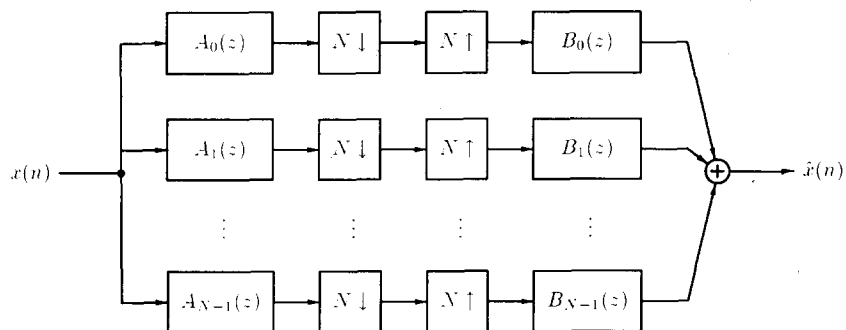 A₀(z) N ↓ N ↑ B₀(z)
A₁(z) N ↓ N ↑ B₁(z)
x(n) + x̂(n)
⋮ ⋮ ⋮ ⋮
A_{N−1}(z) N ↓ N ↑ B_{N−1}(z)